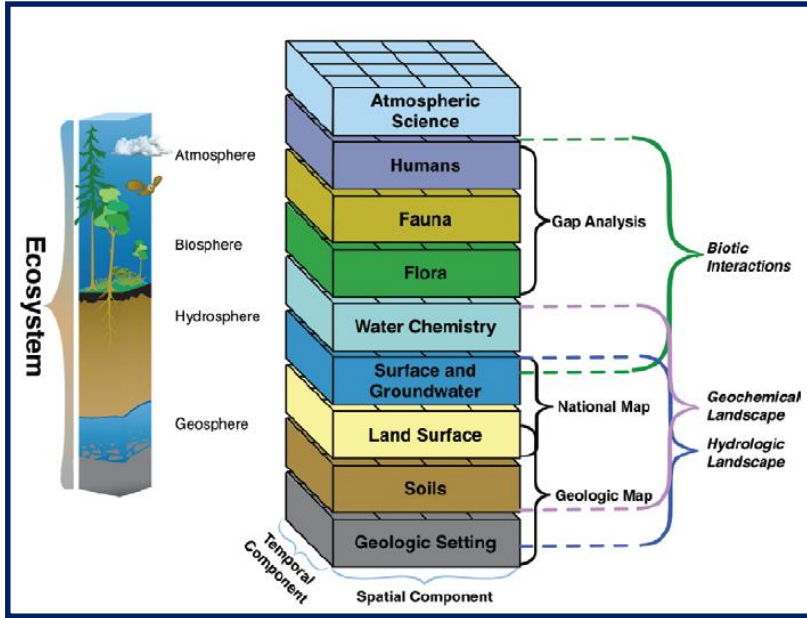 Ecosystem
Atmosphere
Biosphere
Hydrosphere
Geosphere
Atmospheric
Science
Humans
Fauna
Flora
Water Chemistry
Surface and
Groundwater
Land Surface
Soils
Geologic Setting
Temporal
Component
Spatial Component
Gap Analysis
National Map
Geologic Map
Biotic
Interactions
Geochemical
Landscape
Hydrologic
Landscape